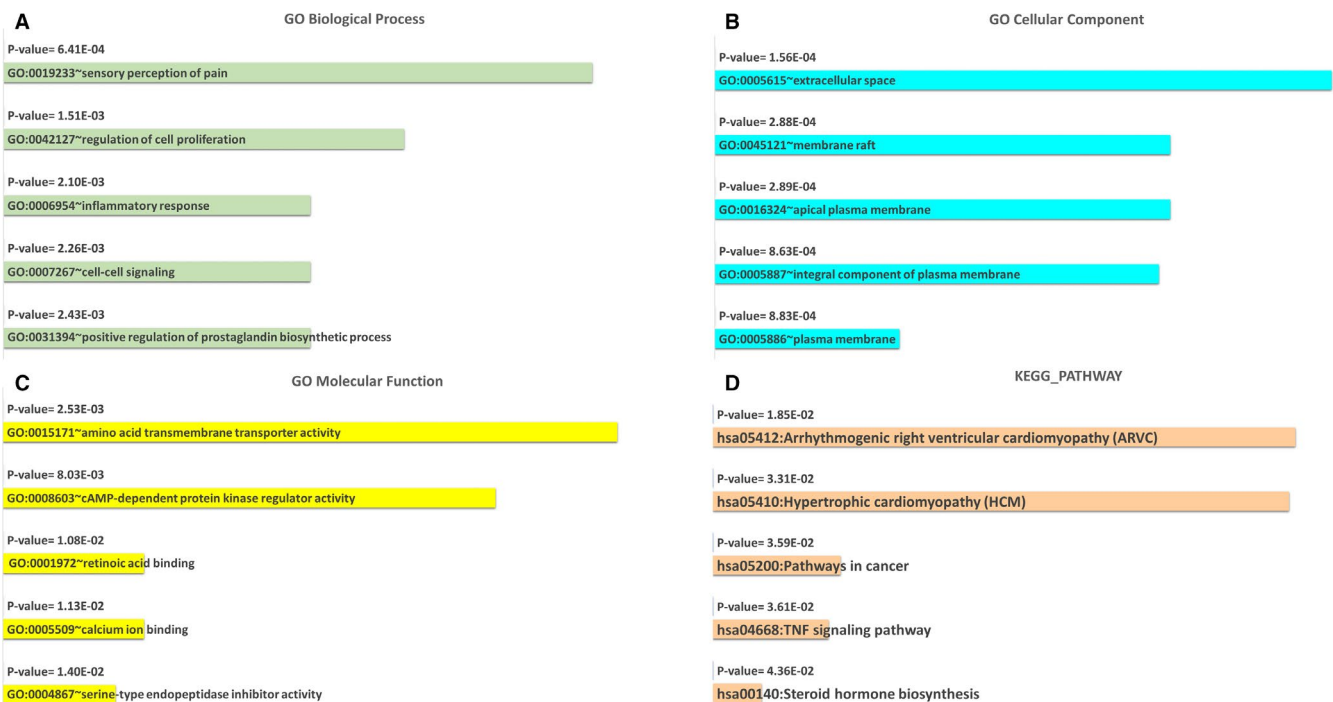 A
GO Biological Process
P-value= 6.41E-04
GO:0019233~sensory perception of pain
P-value= 1.51E-03
GO:0042127~regulation of cell proliferation
P-value= 2.10E-03
GO:0006954~inflammatory response
P-value= 2.26E-03
GO:0007267~cell-cell signaling
P-value= 2.43E-03
GO:0031394~positive regulation of prostaglandin biosynthetic process
B
GO Cellular Component
P-value= 1.56E-04
GO:0005615~extracellular space
P-value= 2.88E-04
GO:0045121~membrane raft
P-value= 2.89E-04
GO:0016324~apical plasma membrane
P-value= 8.63E-04
GO:0005887~integral component of plasma membrane
P-value= 8.83E-04
GO:0005886~plasma membrane
C
GO Molecular Function
P-value= 2.53E-03
GO:0015171~amino acid transmembrane transporter activity
P-value= 8.03E-03
GO:0008603~cAMP-dependent protein kinase regulator activity
P-value= 1.08E-02
GO:0001972~retinoic acid binding
P-value= 1.13E-02
GO:0005509~calcium ion binding
P-value= 1.40E-02
GO:0004867~serine-type endopeptidase inhibitor activity
D
KEGG_PATHWAY
P-value= 1.85E-02
hsa05412:Arrhythmogenic right ventricular cardiomyopathy (ARVC)
P-value= 3.31E-02
hsa05410:Hypertrophic cardiomyopathy (HCM)
P-value= 3.59E-02
hsa05200:Pathways in cancer
P-value= 3.61E-02
hsa04668:TNF signaling pathway
P-value= 4.36E-02
hsa00140:Steroid hormone biosynthesis